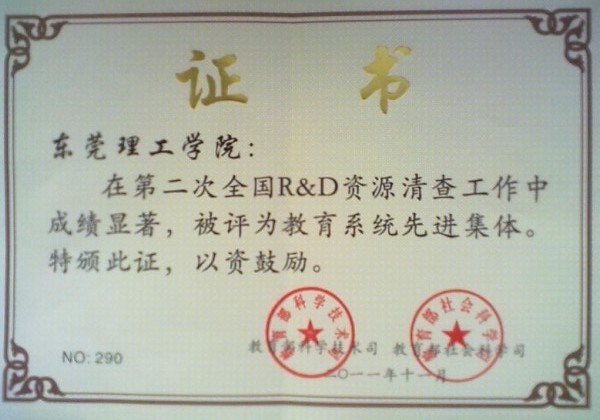 证书
东莞理工学院：
在第二次全国R&D资源清查工作中
成绩显著，被评为教育系统先进集体。
特颁此证，以资鼓励。
教育部科学技术司 教育部社会科学司
NO: 290
二〇一一年十一月